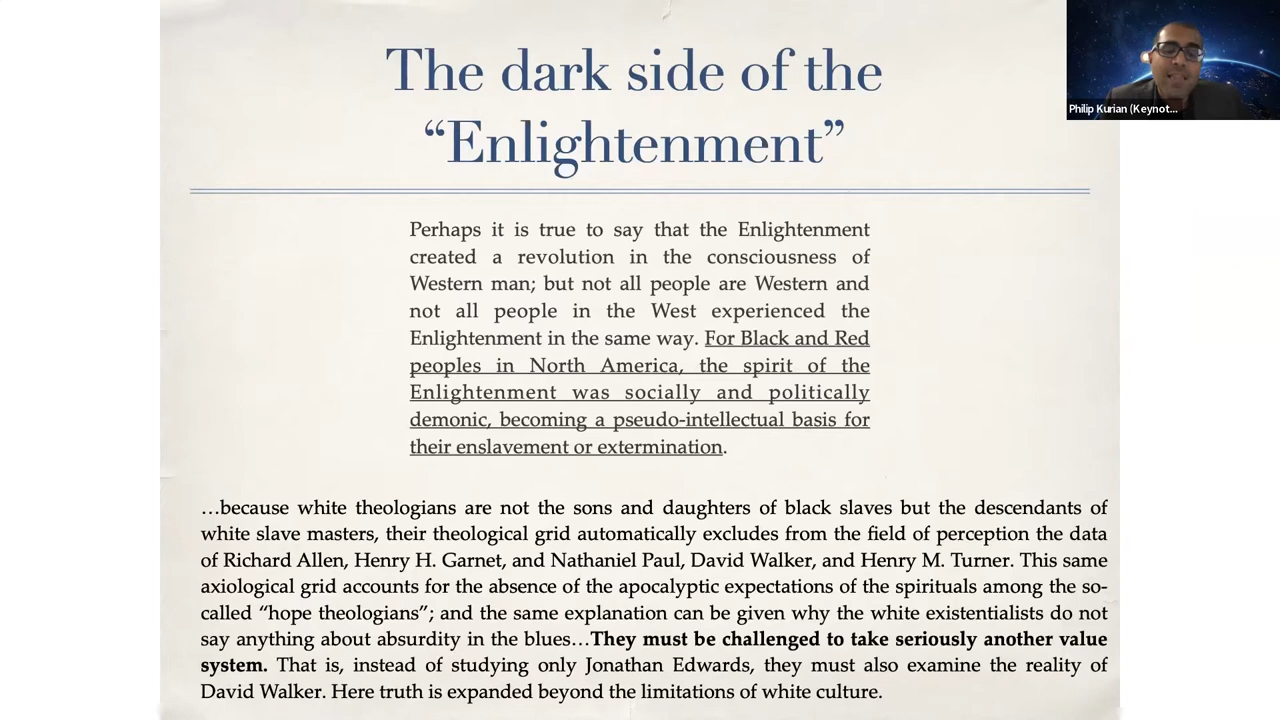 The dark side of the
“Enlightenment”
Philip Kurian (Keynot...
Perhaps it is true to say that the Enlightenment
created a revolution in the consciousness of
Western man; but not all people are Western and
not all people in the West experienced the
Enlightenment in the same way. For Black and Red
peoples in North America, the spirit of the
Enlightenment was socially and politically
demonic, becoming a pseudo-intellectual basis for
their enslavement or extermination.
…because white theologians are not the sons and daughters of black slaves but the descendants of
white slave masters, their theological grid automatically excludes from the field of perception the data
of Richard Allen, Henry H. Garnet, and Nathaniel Paul, David Walker, and Henry M. Turner. This same
axiological grid accounts for the absence of the apocalyptic expectations of the spirituals among the so-
called “hope theologians”; and the same explanation can be given why the white existentialists do not
say anything about absurdity in the blues…They must be challenged to take seriously another value
system. That is, instead of studying only Jonathan Edwards, they must also examine the reality of
David Walker. Here truth is expanded beyond the limitations of white culture.